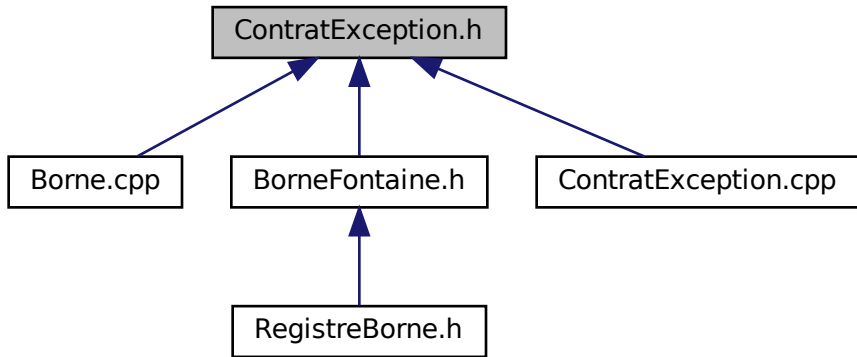 ContratException.h
Borne.cpp
BorneFontaine.h
ContratException.cpp
RegistreBorne.h